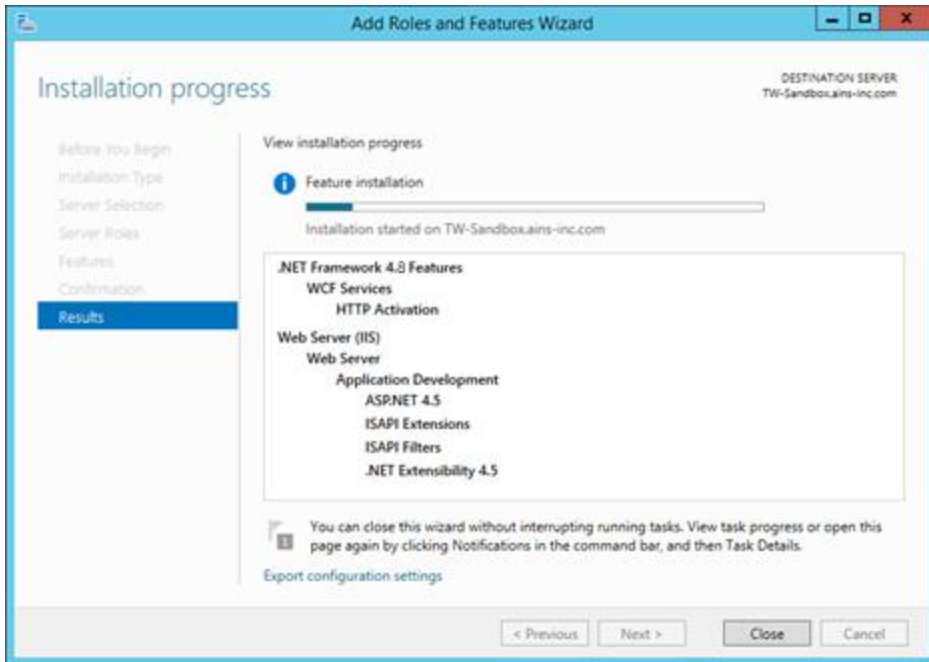 Add Roles and Features Wizard
Installation progress
DESTINATION SERVER
TW-Sandbox.ains-inc.com
Before You Begin
Installation Type
Server Selection
Server Roles
Features
Confirmation
Results
View installation progress
Feature installation
Installation started on TW-Sandbox.ains-inc.com
.NET Framework 4.8 Features
WCF Services
HTTP Activation
Web Server (IIS)
Web Server
Application Development
ASP.NET 4.5
ISAPI Extensions
ISAPI Filters
.NET Extensibility 4.5
1
You can close this wizard without interrupting running tasks. View task progress or open this
page again by clicking Notifications in the command bar, and then Task Details.
Export configuration settings
< Previous
Next >
Close
Cancel